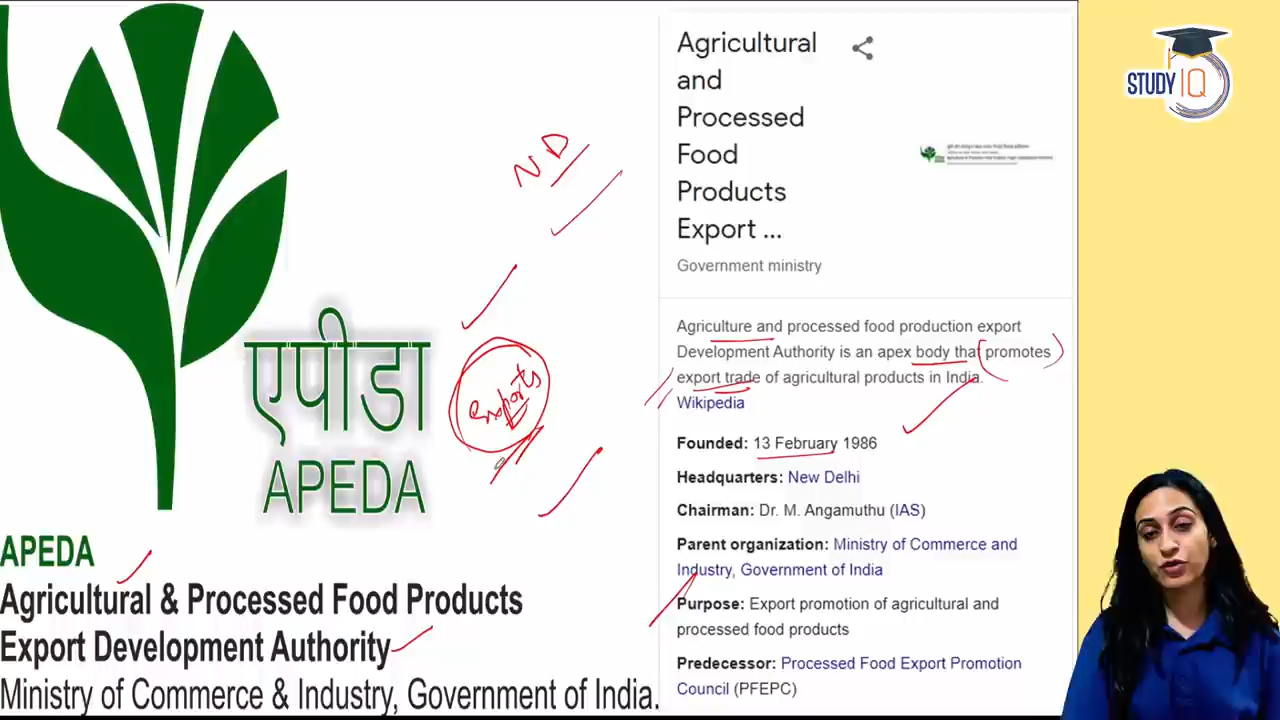 एपीडा
APEDA
APEDA
Agricultural & Processed Food Products
Export Development Authority
Ministry of Commerce & Industry, Government of India.
ND
exports
Agricultural
and
Processed
Food
Products
Export ...
Government ministry
Agriculture and processed food production export
Development Authority is an apex body that promotes
export trade of agricultural products in India.
Wikipedia
Founded: 13 February 1986
Headquarters: New Delhi
Chairman: Dr. M. Angamuthu (IAS)
Parent organization: Ministry of Commerce and
Industry, Government of India
Purpose: Export promotion of agricultural and
processed food products
Predecessor: Processed Food Export Promotion
Council (PFEPC)
STUDY IQ